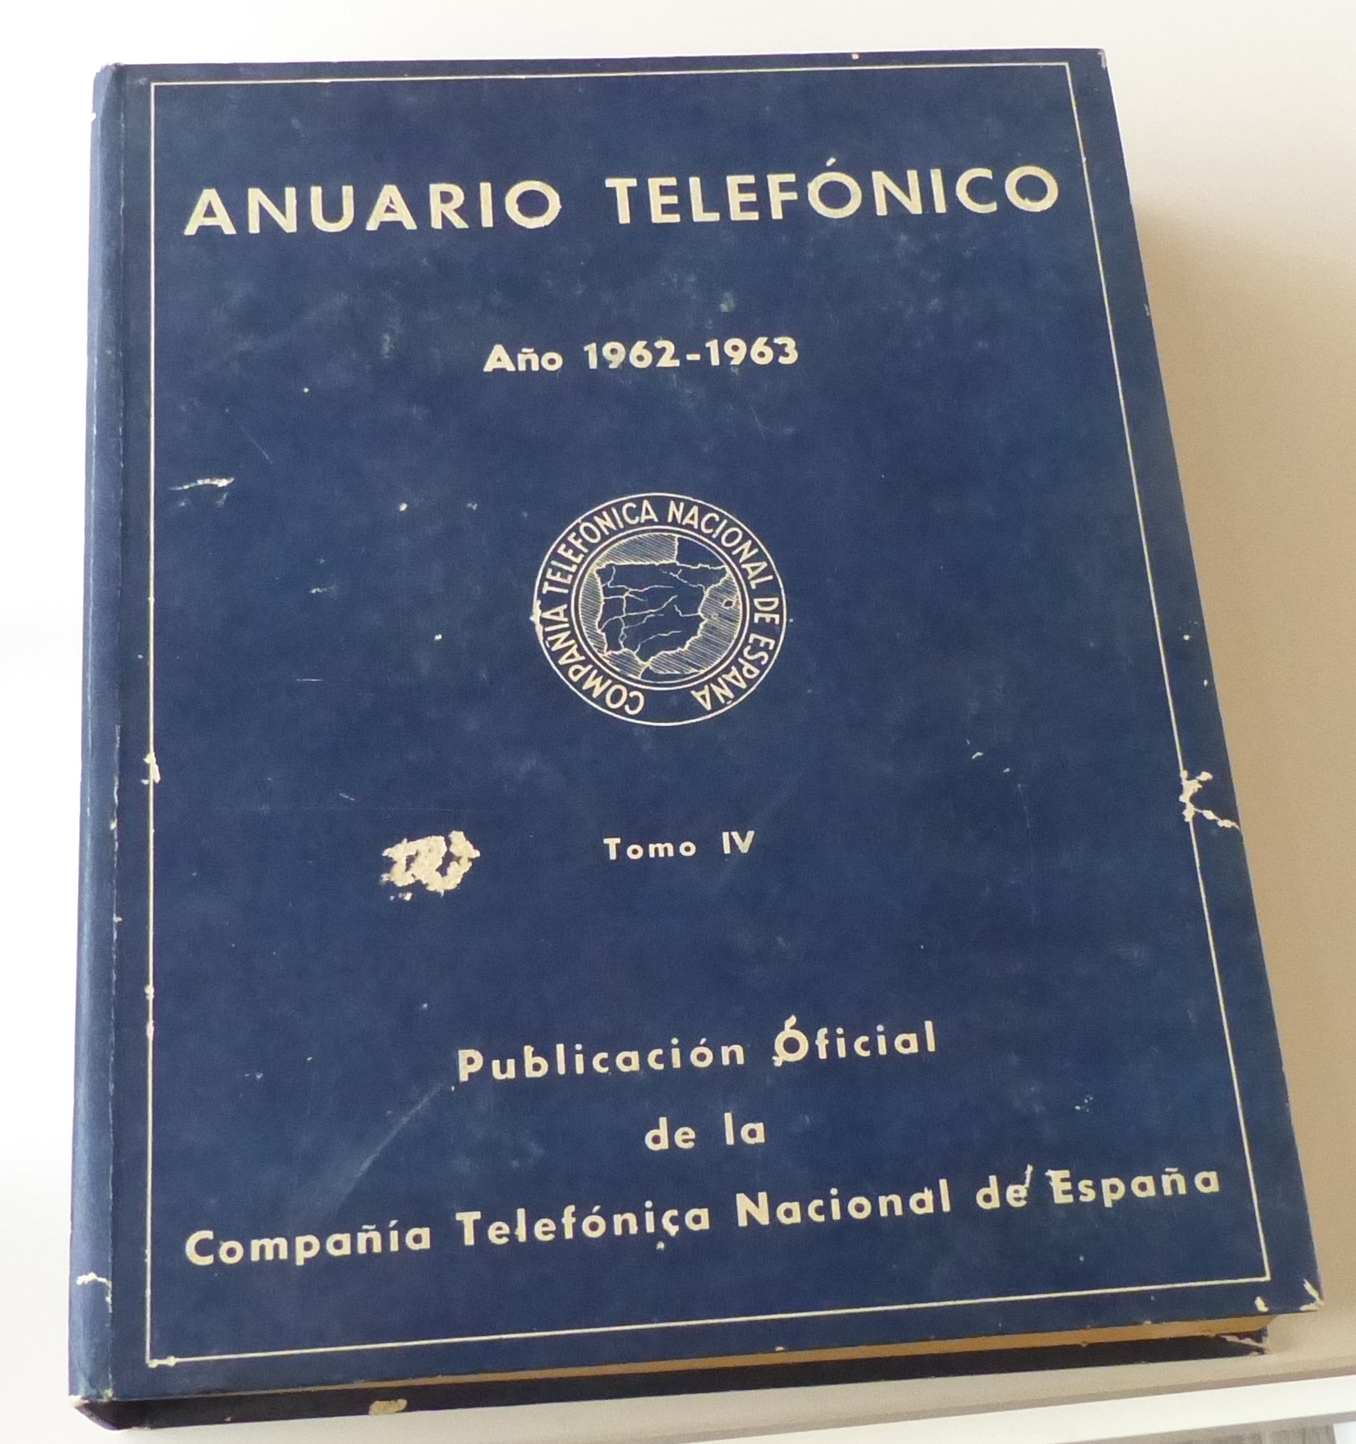 ANUARIO TELEFÓNICO
Año 1962-1963
COMPAÑIA TELEFÓNICA NACIONAL DE ESPAÑA
Tomo IV
Publicación Oficial
de la
Compañía Telefónica Nacional de España